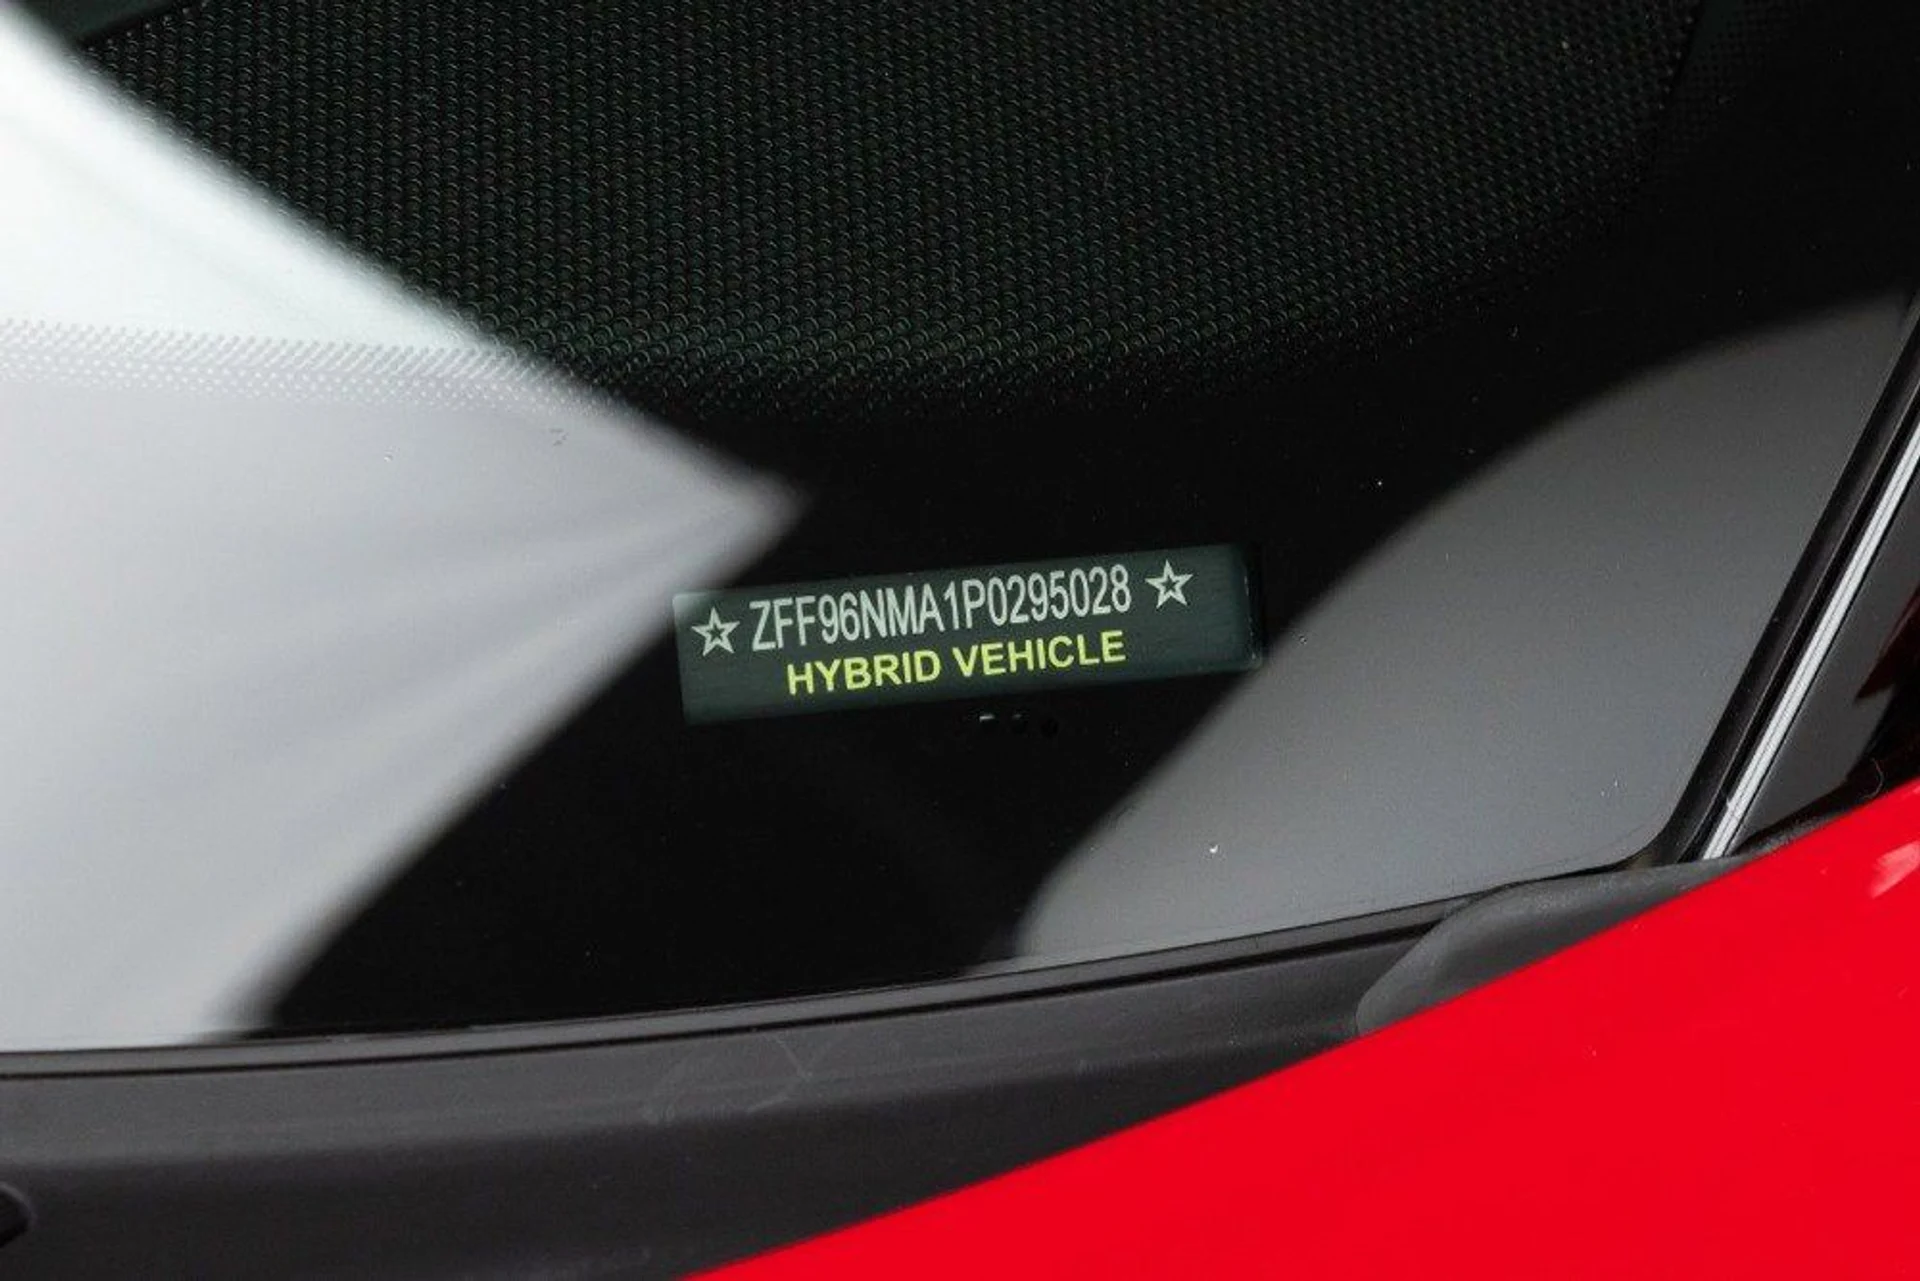 ☆ ZFF96NMA1P0295028 ☆
HYBRID VEHICLE